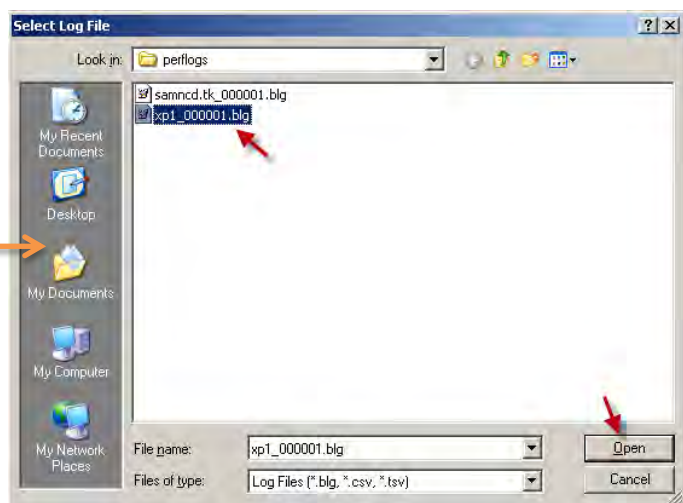 Select Log File
Look in: perflogs
samncd.tk_000001.blg
xp1_000001.blg
My Recent
Documents
Desktop
My Documents
My Computer
My Network
Places
File name: xp1_000001.blg Open
Files of type: Log Files (*.blg, *.csv, *.tsv) Cancel